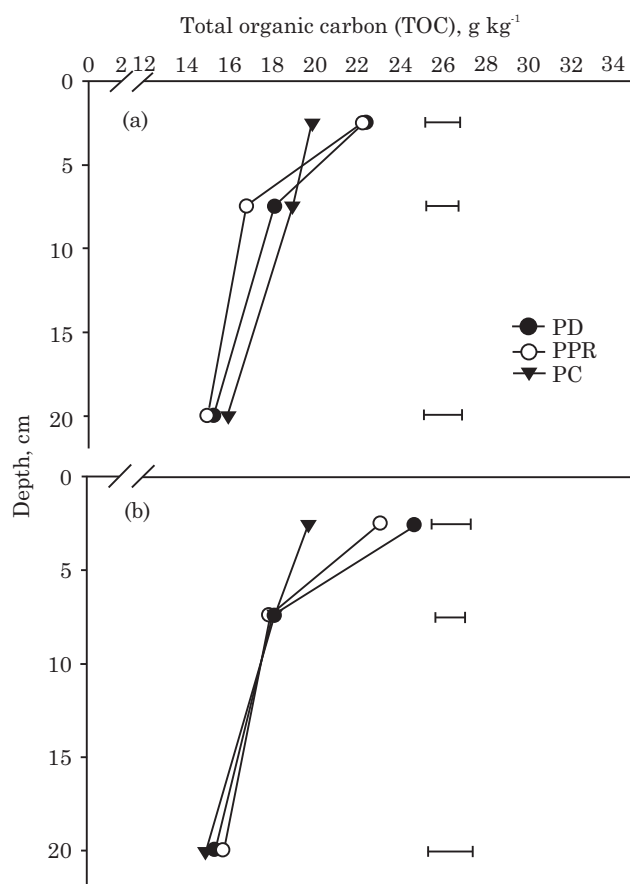 Total organic carbon (TOC), g kg⁻¹
0 2 12 14 16 18 20 22 24 26 28 30 32 34
0
(a)
5
10
15
20
PD
PPR
PC
Depth, cm
0
(b)
5
10
15
20